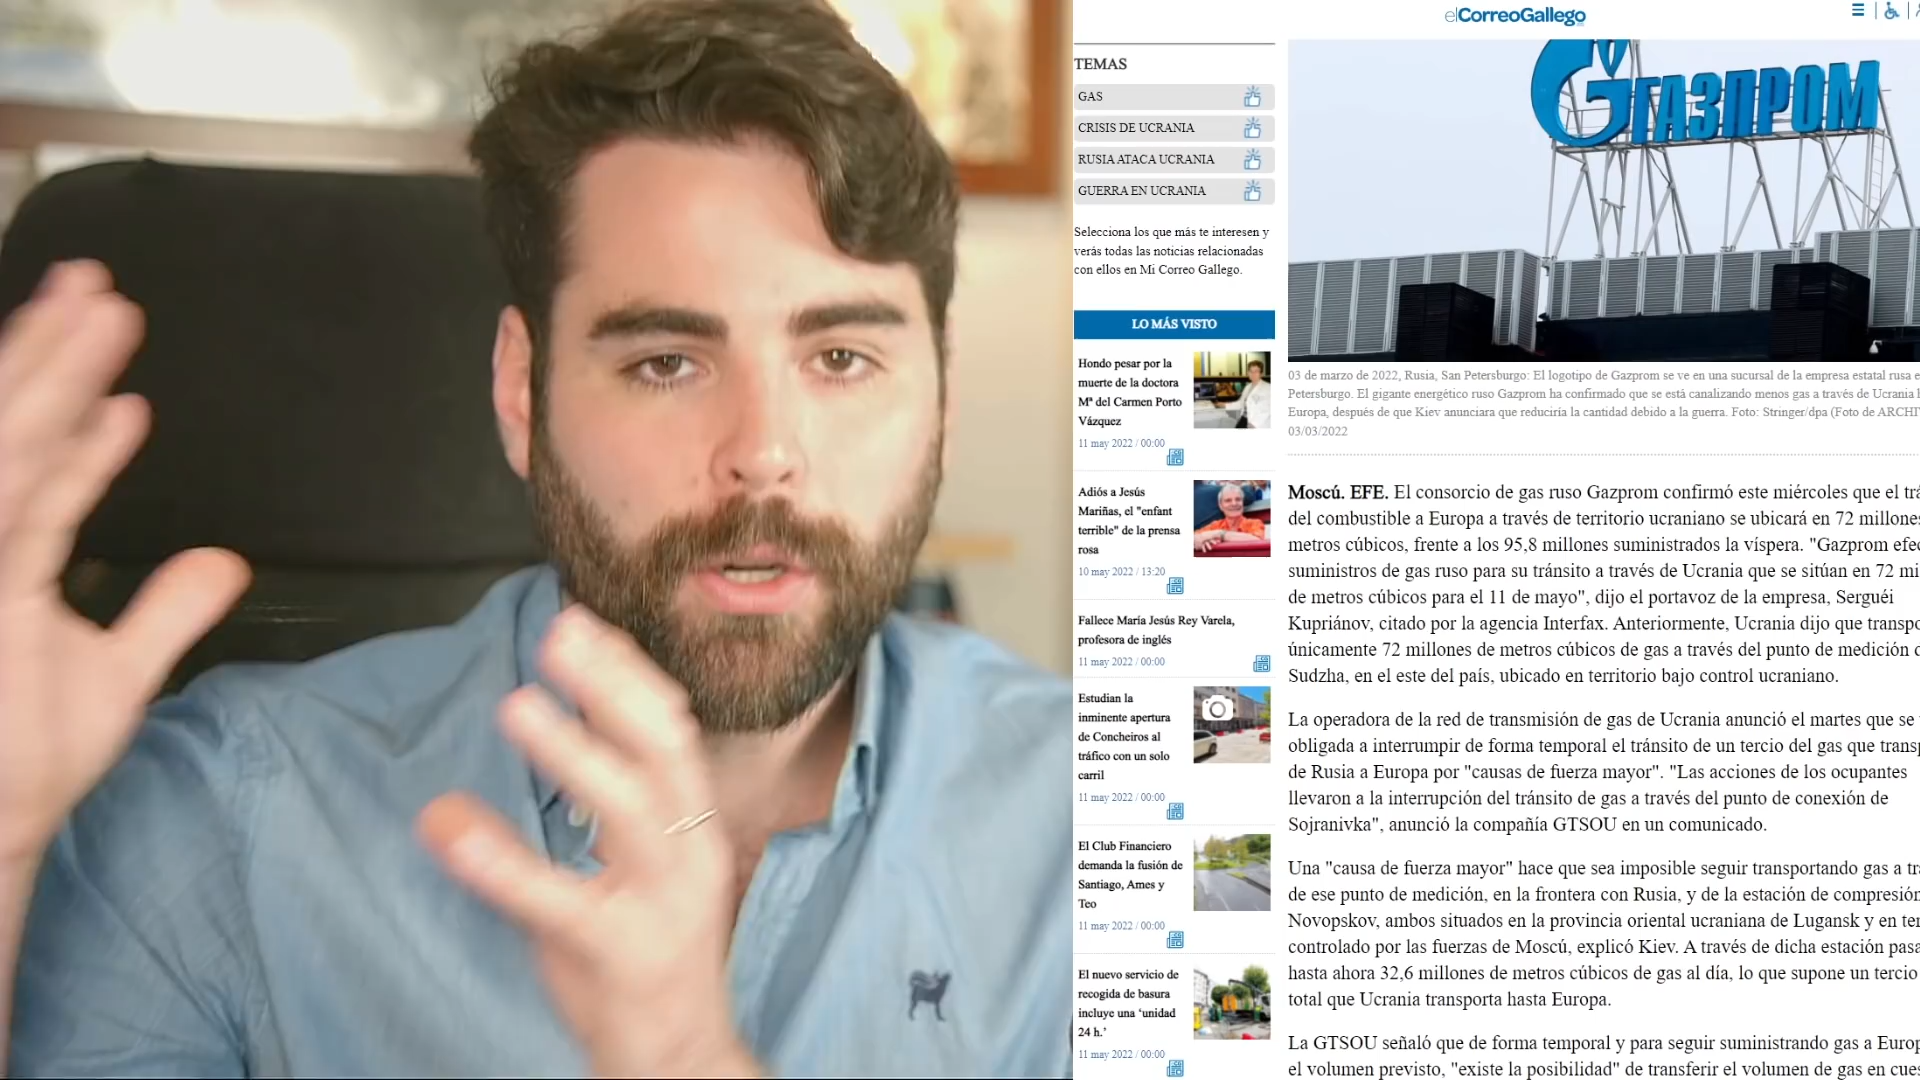 elCorreoGallego
TEMAS
GAS
CRISIS DE UCRANIA
RUSIA ATACA UCRANIA
GUERRA EN UCRANIA
Selecciona los que más te interesen y
verás todas las noticias relacionadas
con ellos en Mi Correo Gallego.
LO MÁS VISTO
Hondo pesar por la
muerte de la doctora
Mª del Carmen Porto
Vázquez
11 may 2022 / 00:00
Adiós a Jesús
Mariñas, el "enfant
terrible" de la prensa
rosa
10 may 2022 / 13:20
Fallece María Jesús Rey Varela,
profesora de inglés
11 may 2022 / 00:00
Estudian la
inminente apertura
de Concheiros al
tráfico con un solo
carril
11 may 2022 / 00:00
El Club Financiero
demanda la fusión de
Santiago, Ames y
Teo
11 may 2022 / 00:00
El nuevo servicio de
recogida de basura
incluye una ‘unidad
24 h.’
11 may 2022 / 00:00
ГАЗПРОМ
03 de marzo de 2022, Rusia, San Petersburgo: El logotipo de Gazprom se ve en una sucursal de la empresa estatal rusa e
Petersburgo. El gigante energético ruso Gazprom ha confirmado que se está canalizando menos gas a través de Ucrania
Europa, después de que Kiev anunciara que reduciría la cantidad debido a la guerra. Foto: Stringer/dpa (Foto de ARCHI
03/03/2022
Moscú. EFE. El consorcio de gas ruso Gazprom confirmó este miércoles que el trá
del combustible a Europa a través de territorio ucraniano se ubicará en 72 millones
metros cúbicos, frente a los 95,8 millones suministrados la víspera. "Gazprom efec
suministros de gas ruso para su tránsito a través de Ucrania que se sitúan en 72 mi
de metros cúbicos para el 11 de mayo", dijo el portavoz de la empresa, Serguéi
Kupriánov, citado por la agencia Interfax. Anteriormente, Ucrania dijo que transpo
únicamente 72 millones de metros cúbicos de gas a través del punto de medición d
Sudzha, en el este del país, ubicado en territorio bajo control ucraniano.
La operadora de la red de transmisión de gas de Ucrania anunció el martes que se
obligada a interrumpir de forma temporal el tránsito de un tercio del gas que transp
de Rusia a Europa por "causas de fuerza mayor". "Las acciones de los ocupantes
llevaron a la interrupción del tránsito de gas a través del punto de conexión de
Sojranivka", anunció la compañía GTSOU en un comunicado.
Una "causa de fuerza mayor" hace que sea imposible seguir transportando gas a tra
de ese punto de medición, en la frontera con Rusia, y de la estación de compresión
Novopskov, ambos situados en la provincia oriental ucraniana de Lugansk y en ter
controlado por las fuerzas de Moscú, explicó Kiev. A través de dicha estación pasa
hasta ahora 32,6 millones de metros cúbicos de gas al día, lo que supone un tercio
total que Ucrania transporta hasta Europa.
La GTSOU señaló que de forma temporal y para seguir suministrando gas a Europ
el volumen previsto, "existe la posibilidad" de transferir el volumen de gas en cues